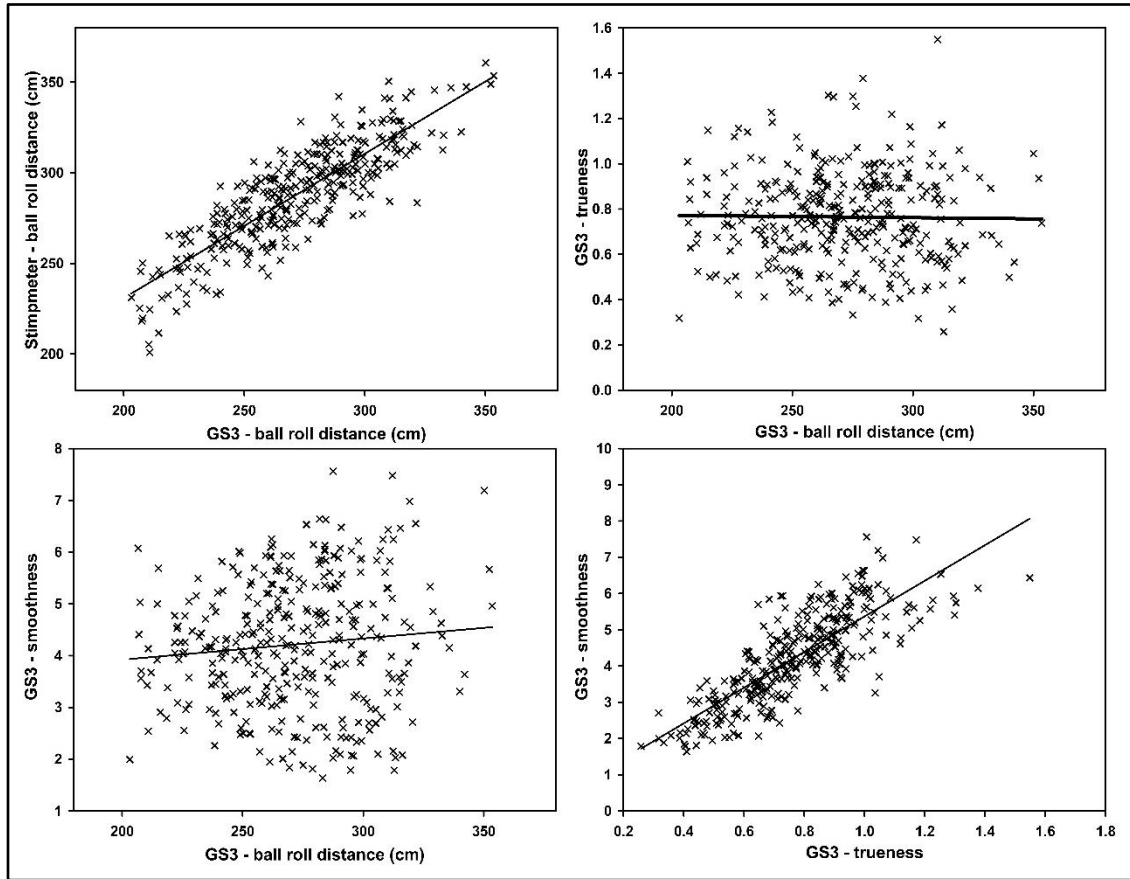 Stimpmeter - ball roll distance (cm)
350
300
250
200
200 250 300 350
GS3 - ball roll distance (cm)
GS3 - trueness
1.6
1.4
1.2
1.0
0.8
0.6
0.4
0.2
0.0
200 250 300 350
GS3 - ball roll distance (cm)
GS3 - smoothness
8
7
6
5
4
3
2
1
200 250 300 350
GS3 - ball roll distance (cm)
GS3 - smoothness
10
9
8
7
6
5
4
3
2
1
0
0.2 0.4 0.6 0.8 1.0 1.2 1.4 1.6 1.8
GS3 - trueness